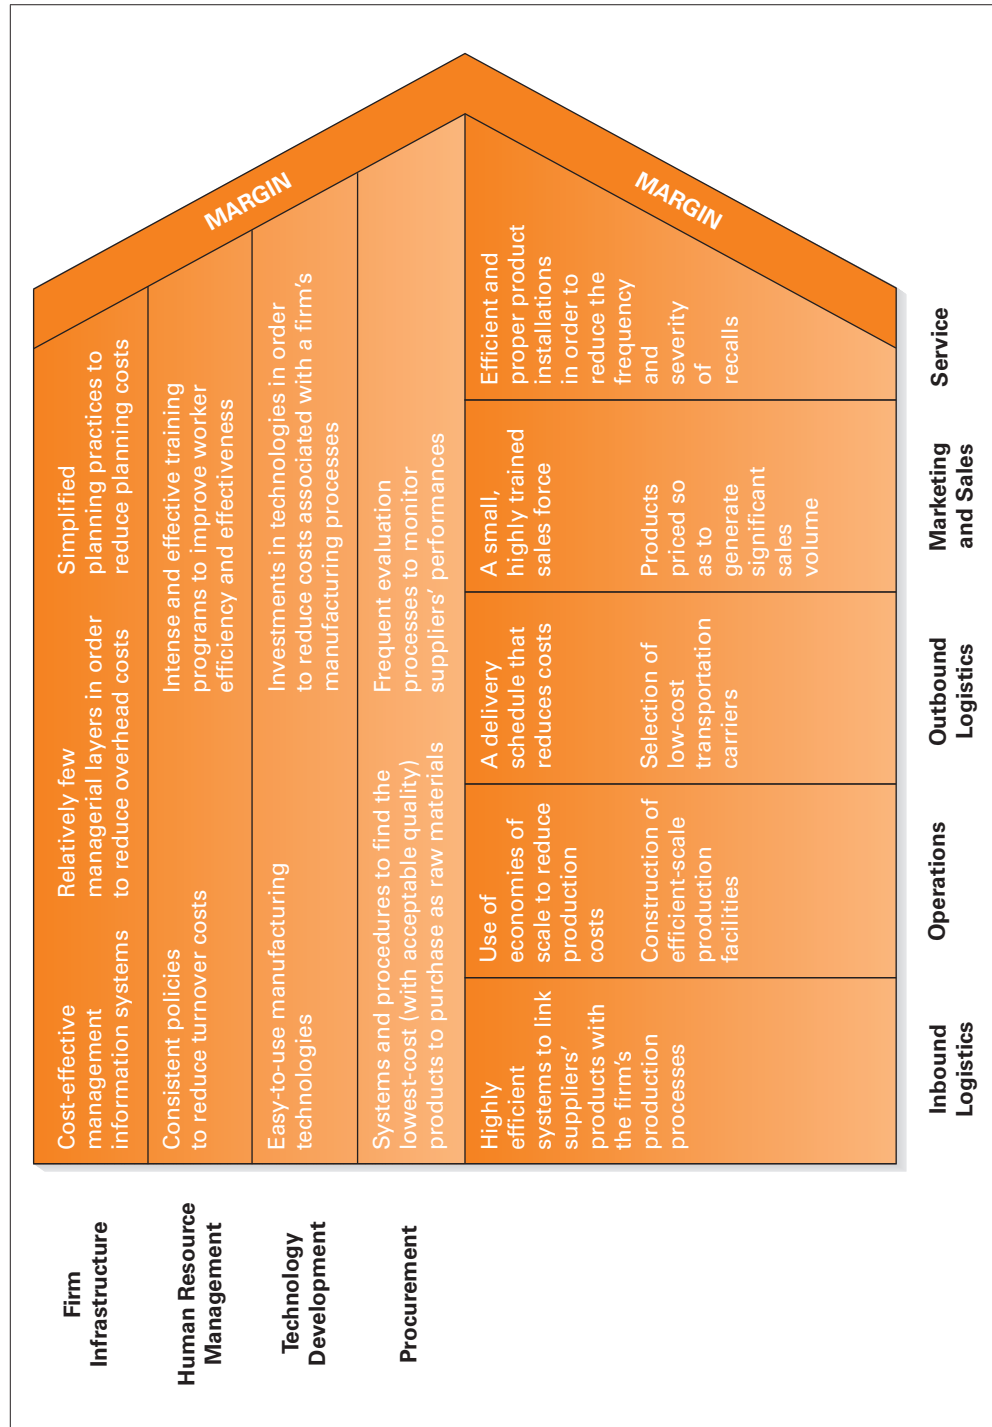 Firm
Infrastructure
Cost-effective
management
information systems
Relatively few
managerial layers in order
to reduce overhead costs
Simplified
planning practices to
reduce planning costs
Human Resource
Management
Consistent policies
to reduce turnover costs
Intense and effective training
programs to improve worker
efficiency and effectiveness
Technology
Development
Easy-to-use manufacturing
technologies
Investments in technologies in order
to reduce costs associated with a firm's
manufacturing processes
Procurement
Systems and procedures to find the
lowest-cost (with acceptable quality)
products to purchase as raw materials
Frequent evaluation
processes to monitor
suppliers' performances
MARGIN
Highly
efficient
systems to link
suppliers'
products with
the firm's
production
processes
Use of
economies of
scale to reduce
production
costs
Construction of
efficient-scale
production
facilities
A delivery
schedule that
reduces costs
Selection of
low-cost
transportation
carriers
A small,
highly trained
sales force
Products
priced so
as to
generate
significant
sales
volume
Efficient and
proper product
installations
in order to
reduce the
frequency
and
severity
of
recalls
MARGIN
Inbound
Logistics
Operations
Outbound
Logistics
Marketing
and Sales
Service